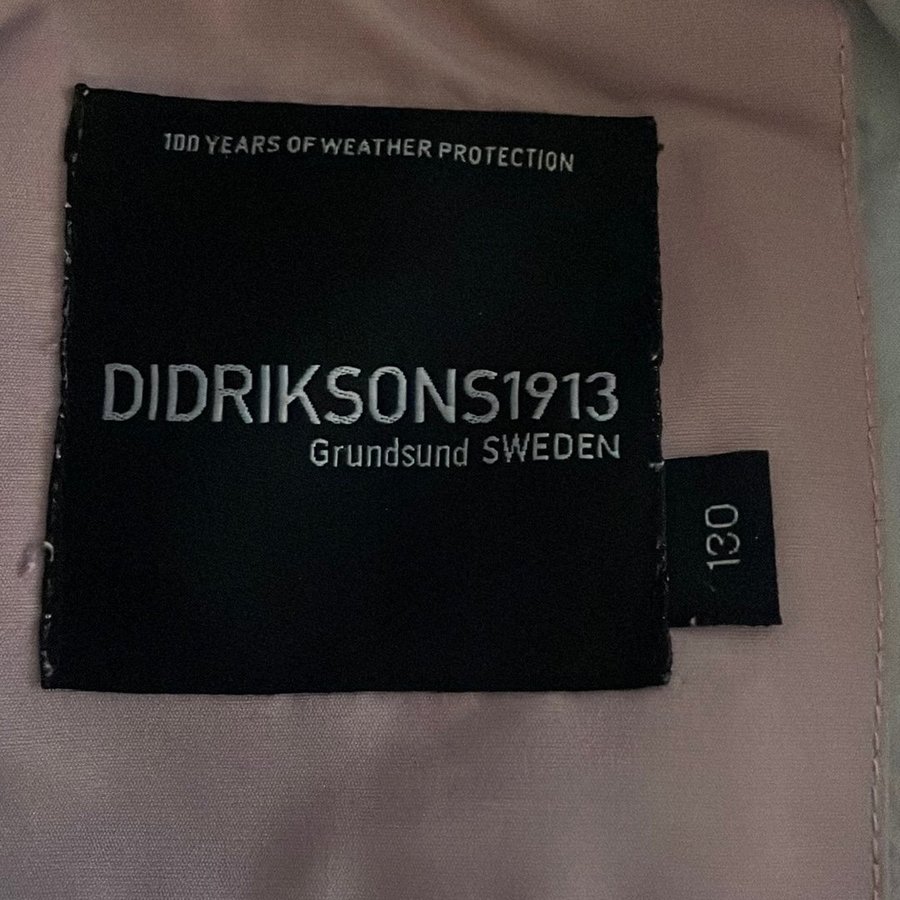 100 YEARS OF WEATHER PROTECTION
DIDRIKSONS1913
Grundsund SWEDEN
130